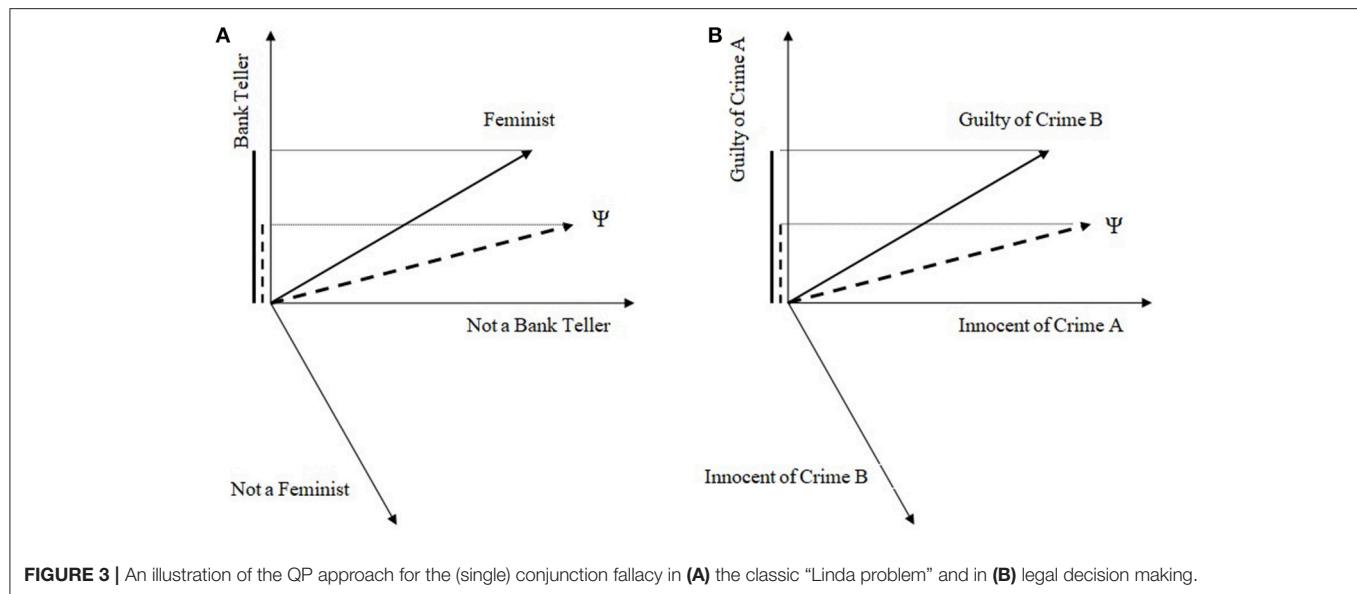 A
Bank Teller
Feminist
Ψ
Not a Bank Teller
Not a Feminist
B
Guilty of Crime A
Guilty of Crime B
Ψ
Innocent of Crime A
Innocent of Crime B
FIGURE 3 | An illustration of the QP approach for the (single) conjunction fallacy in (A) the classic “Linda problem” and in (B) legal decision making.